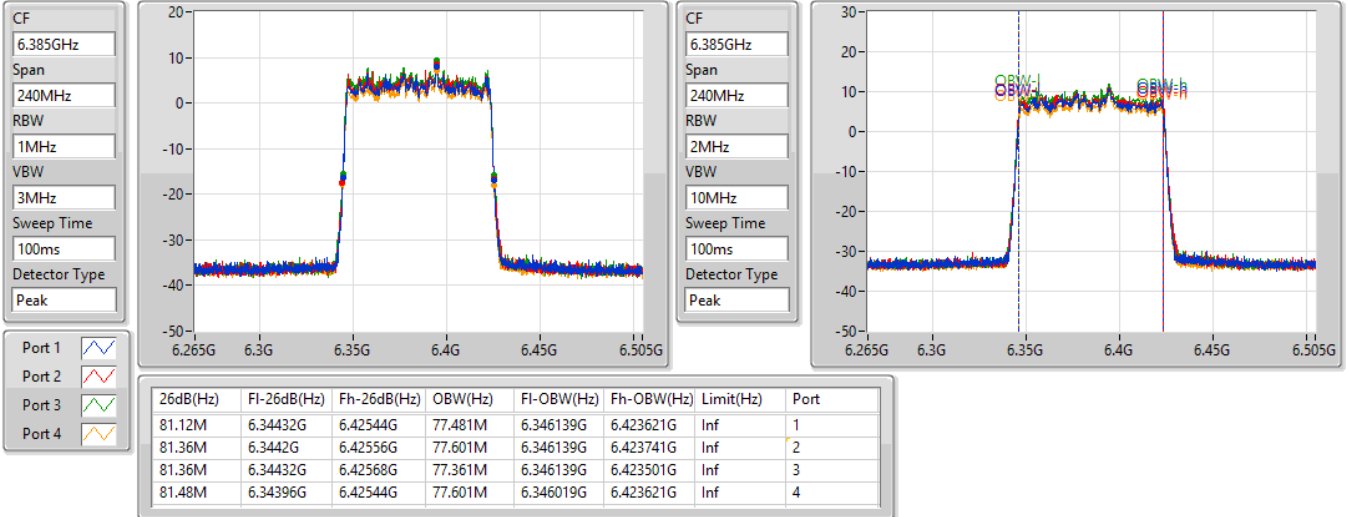 CF
6.385GHz
Span
240MHz
RBW
1MHz
VBW
3MHz
Sweep Time
100ms
Detector Type
Peak
20
10
0
-10
-20
-30
-40
-50
6.265G 6.3G 6.35G 6.4G 6.45G 6.505G
CF
6.385GHz
Span
240MHz
RBW
2MHz
VBW
10MHz
Sweep Time
100ms
Detector Type
Peak
30
20
10
0
-10
-20
-30
-40
-50
OBW-l OBW-h
6.265G 6.3G 6.35G 6.4G 6.45G 6.505G
Port 1
Port 2
Port 3
Port 4
26dB(Hz) Fl-26dB(Hz) Fh-26dB(Hz) OBW(Hz) Fl-OBW(Hz) Fh-OBW(Hz) Limit(Hz) Port
81.12M 6.34432G 6.42544G 77.481M 6.346139G 6.423621G Inf 1
81.36M 6.3442G 6.42556G 77.601M 6.346139G 6.423741G Inf 2
81.36M 6.34432G 6.42568G 77.361M 6.346139G 6.423501G Inf 3
81.48M 6.34396G 6.42544G 77.601M 6.346019G 6.423621G Inf 4